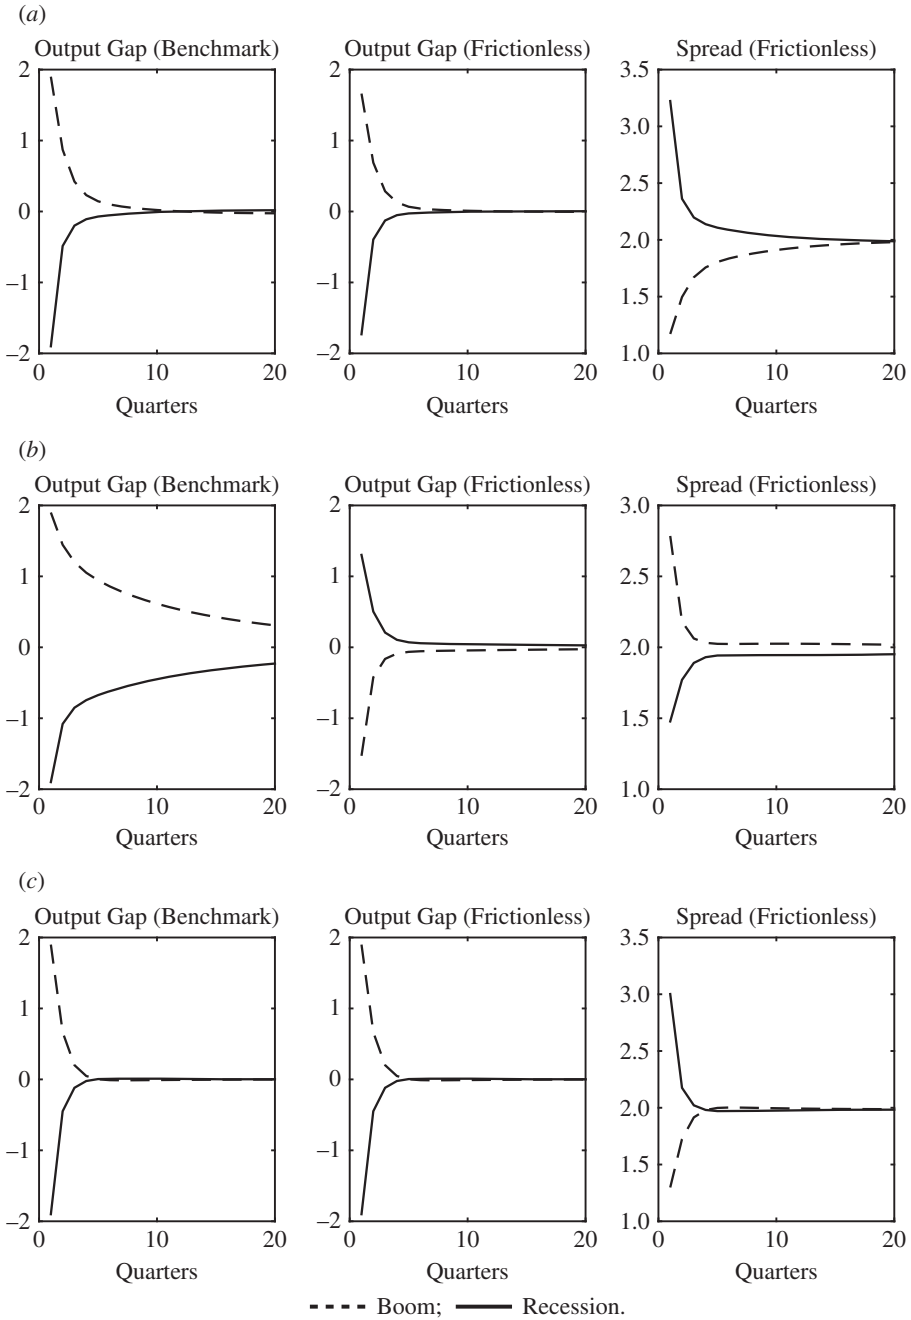 (a)
Output Gap (Benchmark) Output Gap (Frictionless) Spread (Frictionless)
2 2 3.5
3.0
1 1
2.5
0 0 2.0
1.5
–1 –1
–2 –2 1.0
0 10 20 0 10 20 0 10 20
Quarters Quarters Quarters
(b)
Output Gap (Benchmark) Output Gap (Frictionless) Spread (Frictionless)
2 2 3.0
1 1 2.5
0 0 2.0
–1 –1 1.5
–2 –2 1.0
0 10 20 0 10 20 0 10 20
Quarters Quarters Quarters
(c)
Output Gap (Benchmark) Output Gap (Frictionless) Spread (Frictionless)
2 2 3.5
3.0
1 1
2.5
0 0 2.0
1.5
–1 –1
–2 –2 1.0
0 10 20 0 10 20 0 10 20
Quarters Quarters Quarters
Boom; Recession.